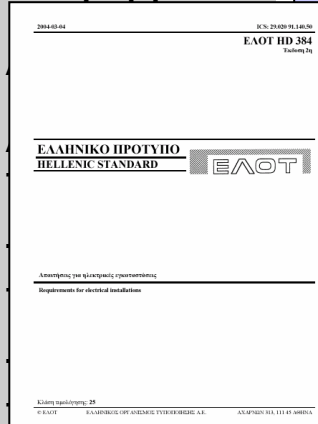 2004-03-04 ICS: 29.020 91.140.50
ΕΛΟΤ HD 384
Έκδοση 2η
ΕΛΛΗΝΙΚΟ ΠΡΟΤΥΠΟ
HELLENIC STANDARD
ΕΛΟΤ
Απαιτήσεις για ηλεκτρικές εγκαταστάσεις
Requirements for electrical installations
Κλάση τιμολόγησης: 25
© ΕΛΟΤ ΕΛΛΗΝΙΚΟΣ ΟΡΓΑΝΙΣΜΟΣ ΤΥΠΟΠΟΙΗΣΗΣ Α.Ε. ΑΧΑΡΝΩΝ 313, 111 45 ΑΘΗΝΑ